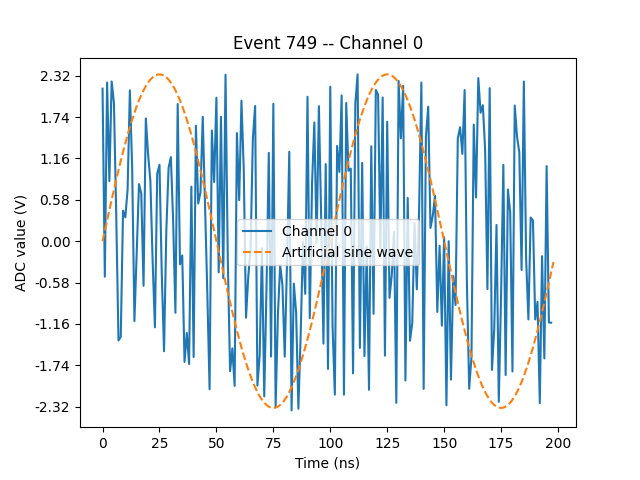 Event 749 -- Channel 0
ADC value (V)
2.32
1.74
1.16
0.58
0.00
-0.58
-1.16
-1.74
-2.32
Channel 0
Artificial sine wave
0 25 50 75 100 125 150 175 200
Time (ns)